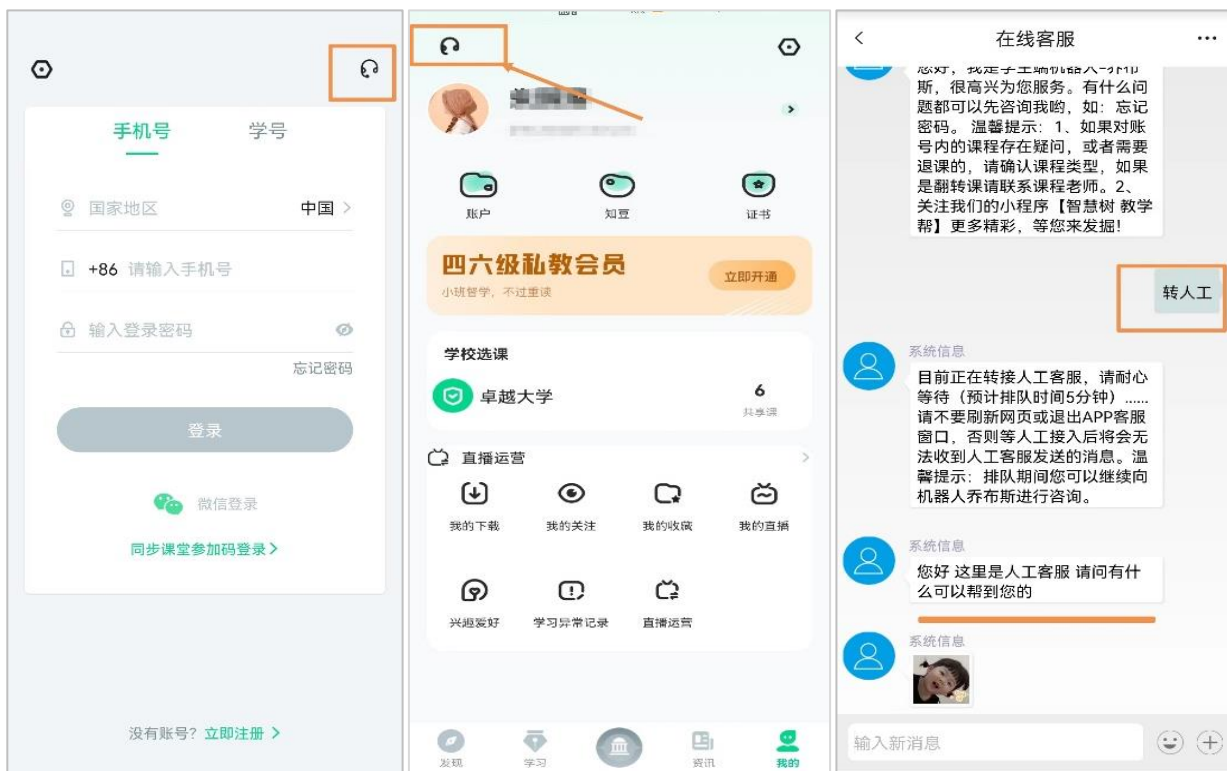 手机号
学号
国家地区
中国 >
+86 请输入手机号
输入登录密码
忘记密码
登录
微信登录
同步课堂参加码登录 >
没有账号？立即注册 >
账户
知豆
证书
四六级私教会员
小班督学，不过重读
立即开通
学校选课
卓越大学
6
共享课
直播运营
我的下载
我的关注
我的收藏
我的直播
兴趣爱好
学习异常记录
直播运营
发现
学习
资讯
我的
在线客服
您好，我是学生端机器人-乔布
斯，很高兴为您服务。有什么问
题都可以先咨询我哟，如：忘记
密码。 温馨提示：1、如果对账
号内的课程存在疑问，或者需要
退课的，请确认课程类型，如果
是翻转课请联系课程老师。2、
关注我们的小程序【智慧树 教学
帮】更多精彩，等您来发掘！
转人工
系统信息
目前正在转接人工客服，请耐心
等待（预计排队时间5分钟）......
请不要刷新网页或退出APP客服
窗口，否则等人工接入后将会无
法收到人工客服发送的消息。温
馨提示：排队期间您可以继续向
机器人乔布斯进行咨询。
系统信息
您好 这里是人工客服 请问有什
么可以帮到您的
系统信息
输入新消息